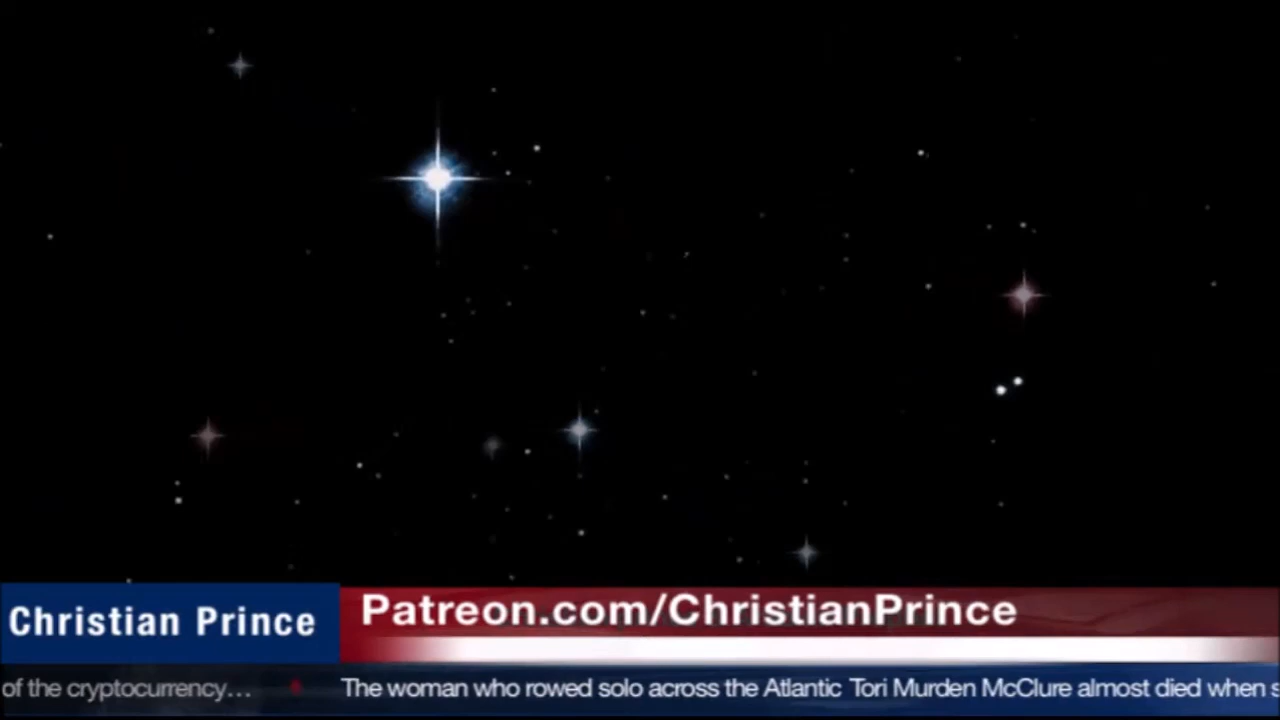 Christian Prince
Patreon.com/ChristianPrince
of the cryptocurrency... The woman who rowed solo across the Atlantic Tori Murden McClure almost died when